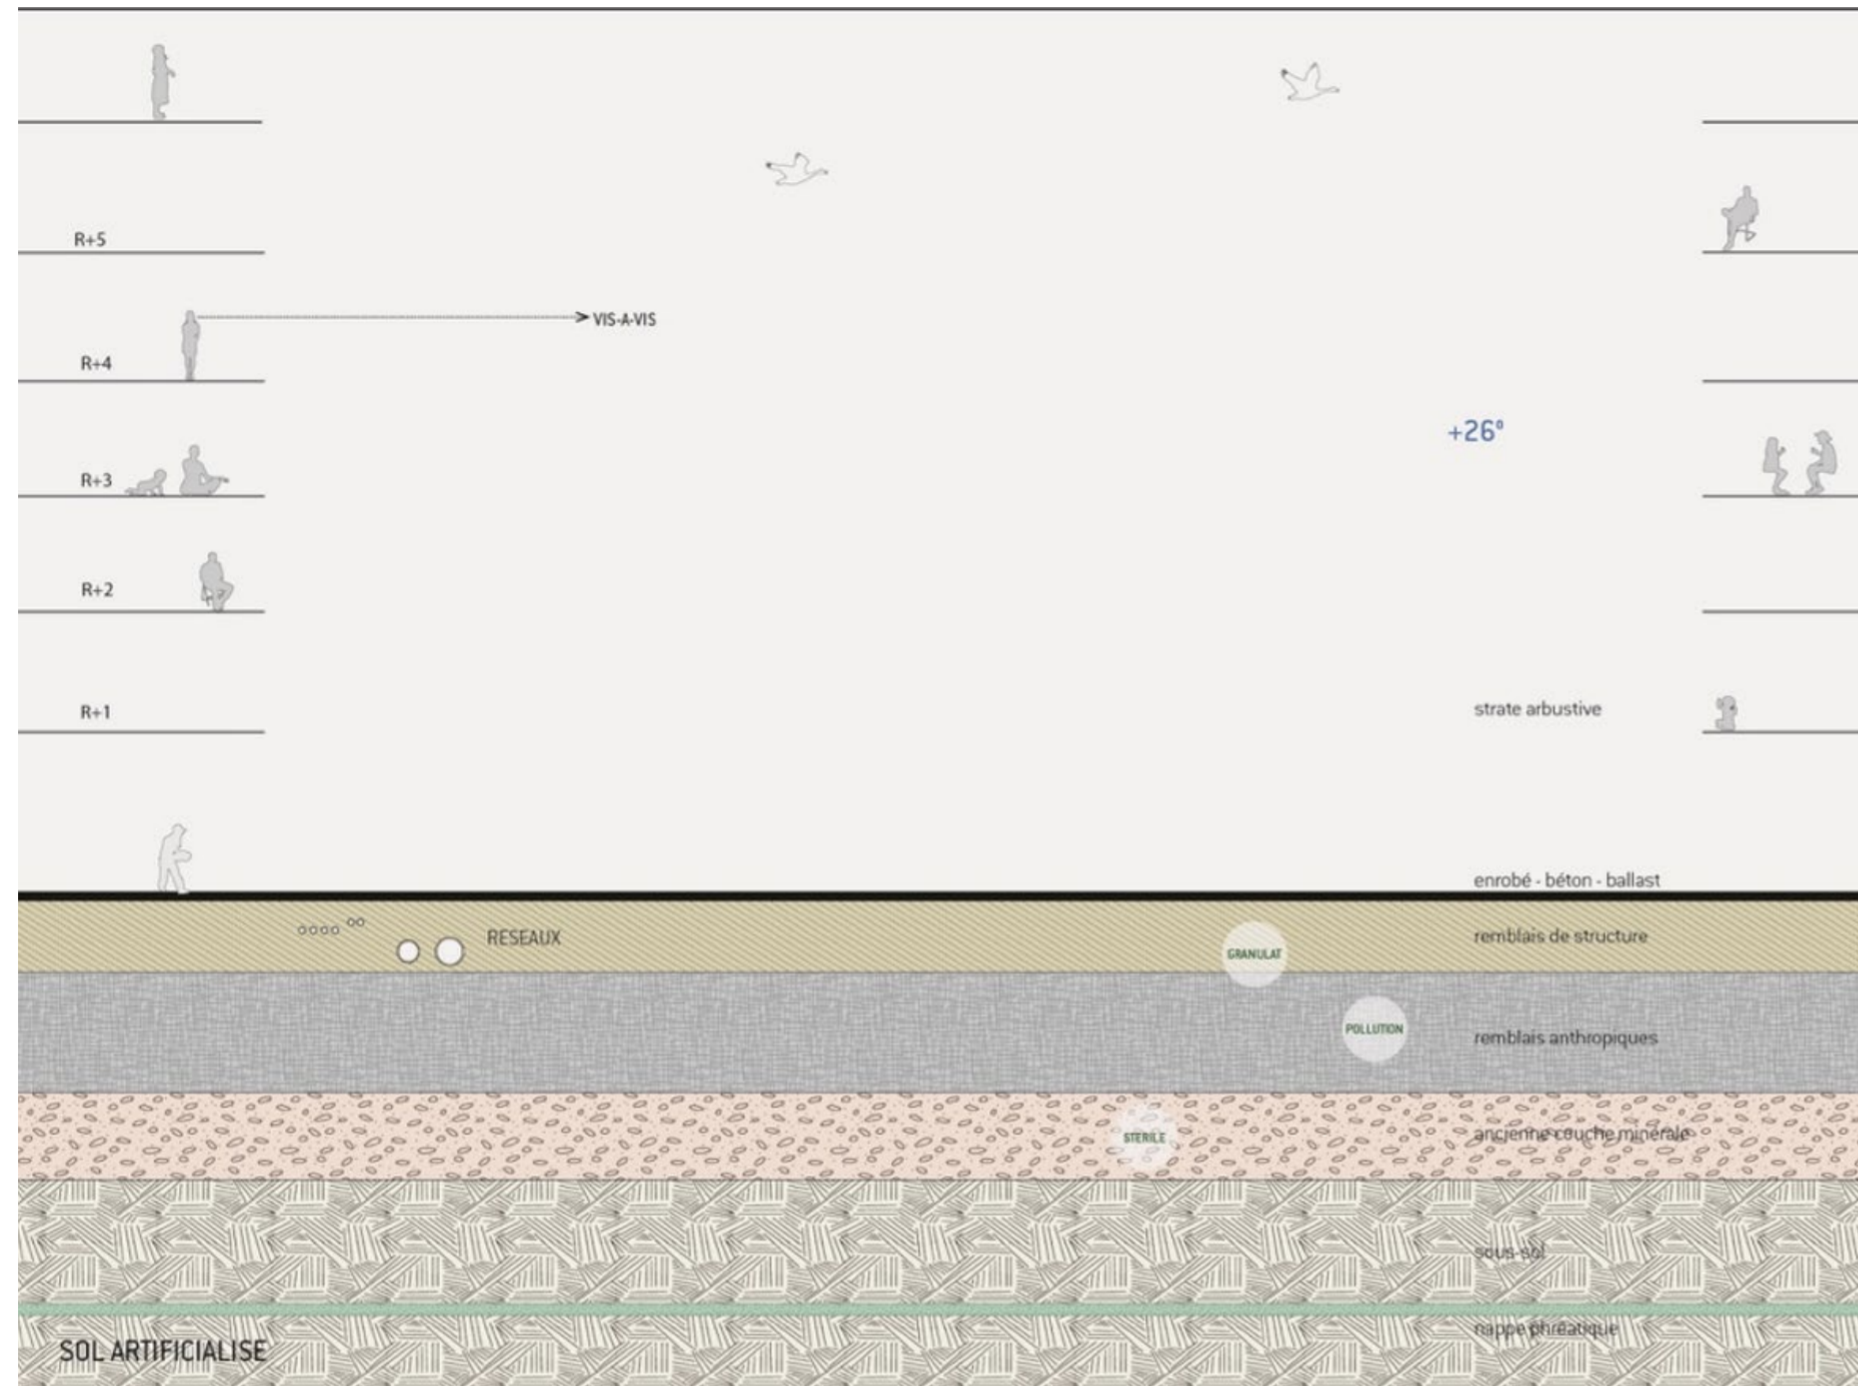 R+5
VIS-A-VIS
R+4
+26°
R+3
R+2
R+1
strate arbustive
enrobé - béton - ballast
RESEAUX
GRANULAT
remblais de structure
POLLUTION
remblais anthropiques
STERILE
ancienne couche minérale
sous-sol
nappe phréatique
SOL ARTIFICIALISE